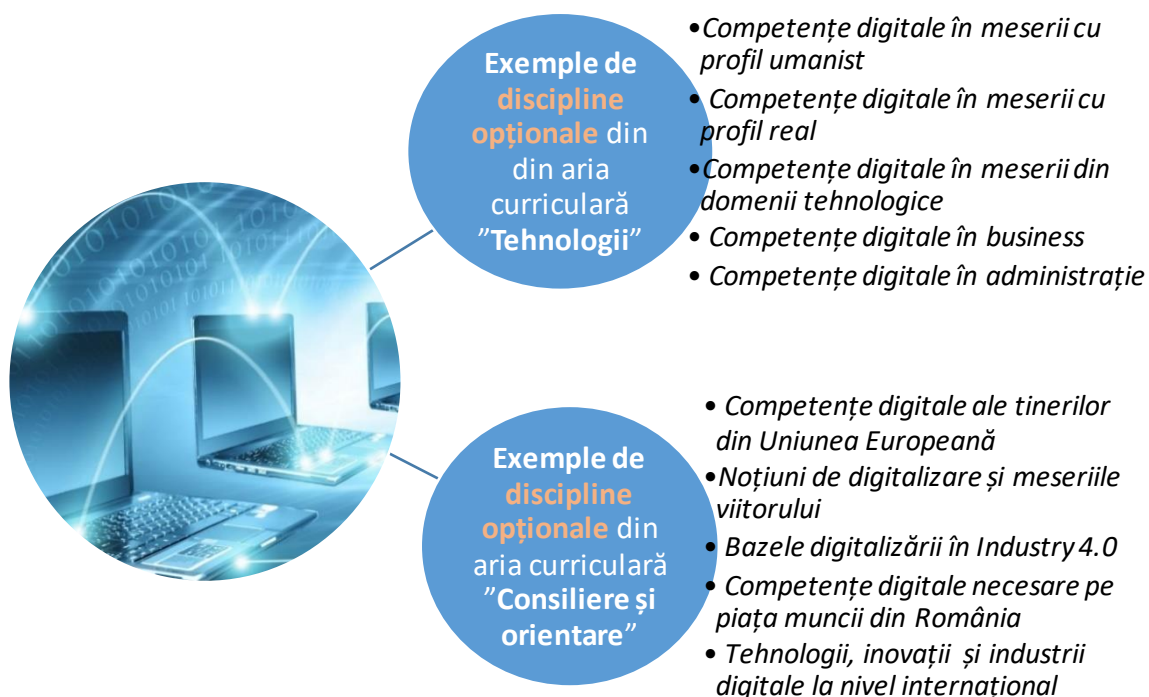 Exemple de
discipline
opționale din
din aria
curriculară
”Tehnologii”
•Competențe digitale în meserii cu
profil umanist
• Competențe digitale în meserii cu
profil real
•Competențe digitale în meserii din
domenii tehnologice
• Competențe digitale în business
• Competențe digitale în administrație
Exemple de
discipline
opționale din
aria curriculară
”Consiliere și
orientare”
• Competențe digitale ale tinerilor
din Uniunea Europeană
•Noțiuni de digitalizare și meseriile
viitorului
• Bazele digitalizării în Industry 4.0
• Competențe digitale necesare pe
piața muncii din România
• Tehnologii, inovații și industrii
digitale la nivel internațional